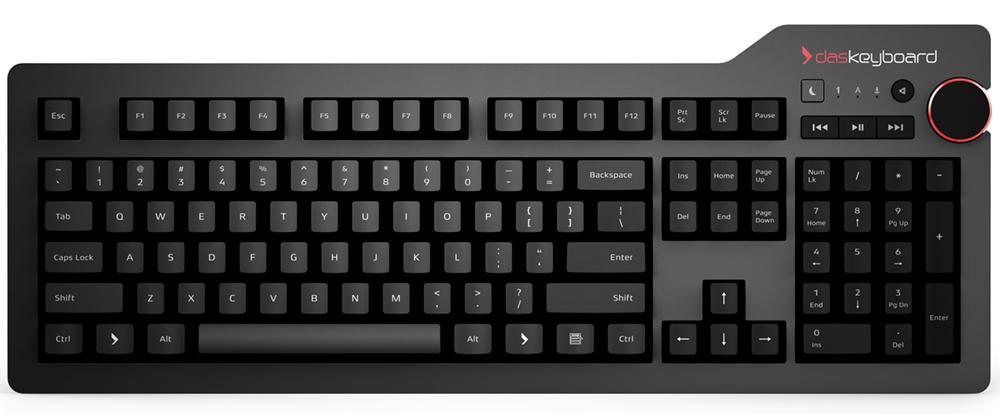 daskeyboard
1 A
Esc F1 F2 F3 F4 F5 F6 F7 F8 F9 F10 F11 F12 Prt Sc Scr Lk Pause
~ ` ! 1 @ 2 # 3 $ 4 % 5 ^ 6 & 7 * 8 ( 9 ) 0 _ - + = Backspace Ins Home Page Up Num Lk / * -
Tab Q W E R T Y U I O P { [ } ] ¦ \ Del End Page Down 7 Home 8 ↑ 9 Pg Up +
Caps Lock A S D F G H J K L : ; “ ‘ Enter 4 ← 5 6 →
Shift Z X C V B N M < , > . ? / Shift ↑ 1 End 2 ↓ 3 Pg Dn Enter
Ctrl Alt Alt Ctrl ← ↓ → 0 Ins . Del